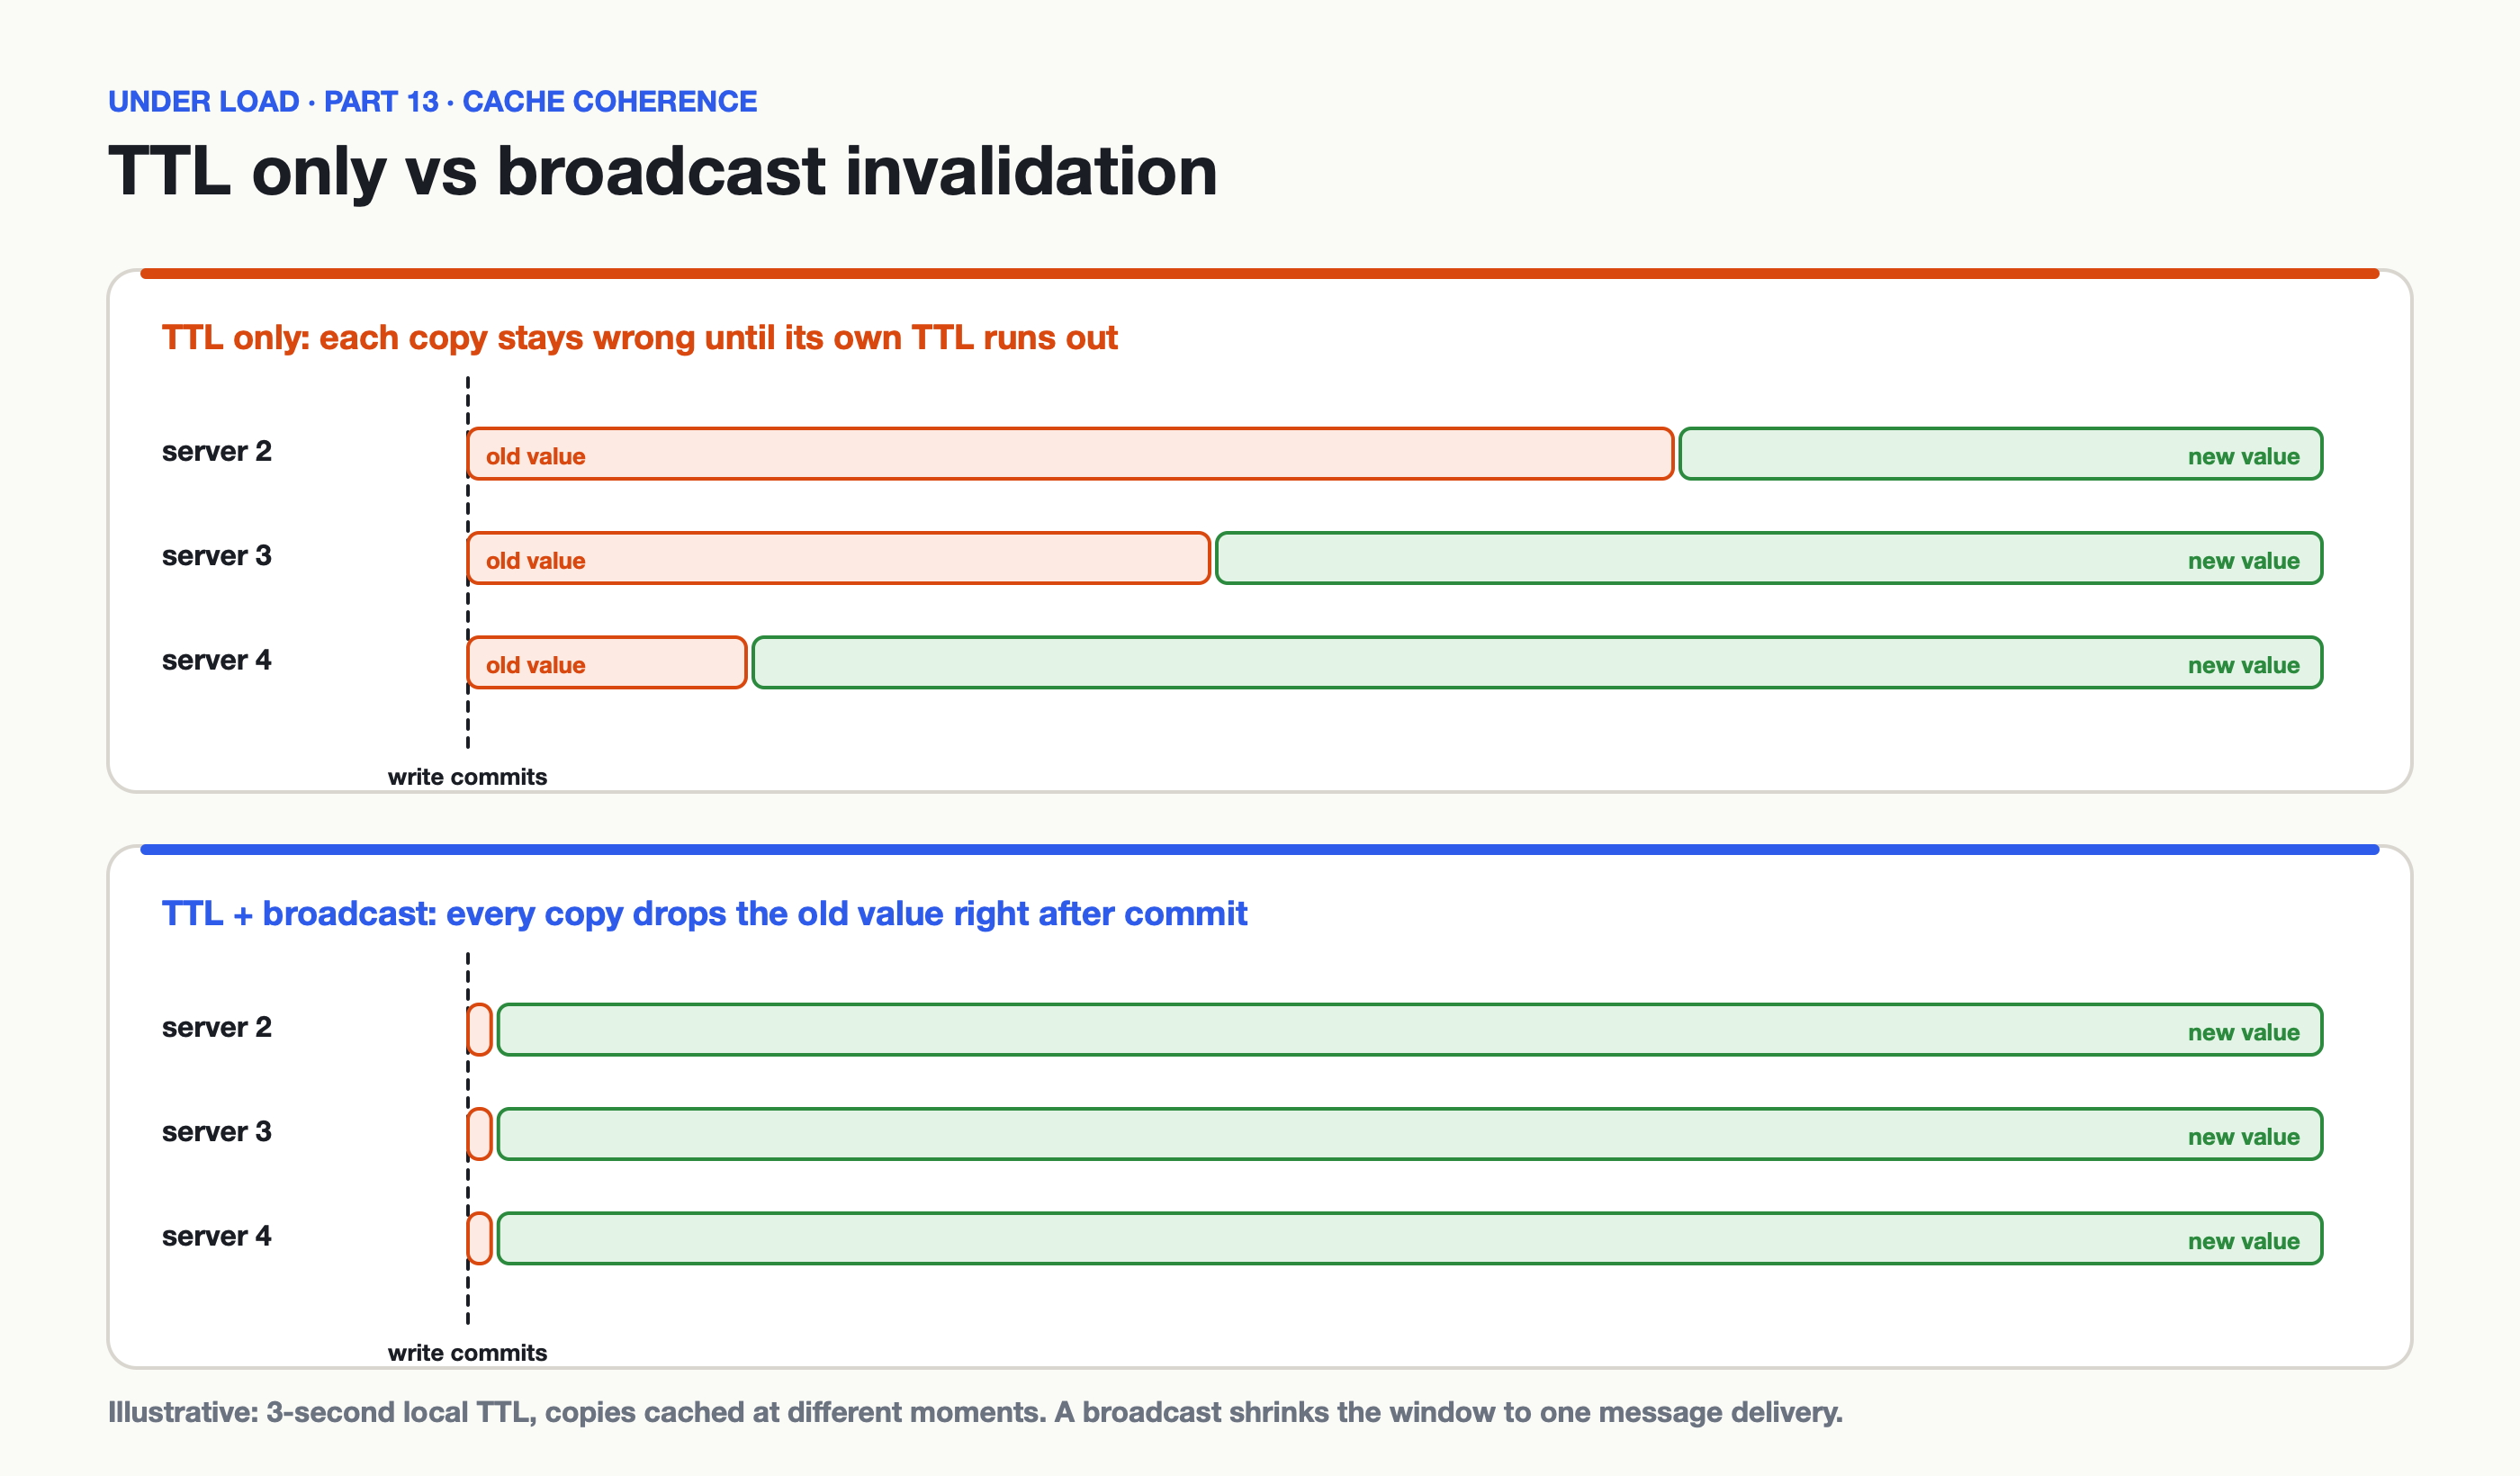 UNDER LOAD · PART 13 · CACHE COHERENCE
TTL only vs broadcast invalidation
TTL only: each copy stays wrong until its own TTL runs out
server 2
old value
new value
server 3
old value
new value
server 4
old value
new value
write commits
TTL + broadcast: every copy drops the old value right after commit
server 2
new value
server 3
new value
server 4
new value
write commits
Illustrative: 3-second local TTL, copies cached at different moments. A broadcast shrinks the window to one message delivery.